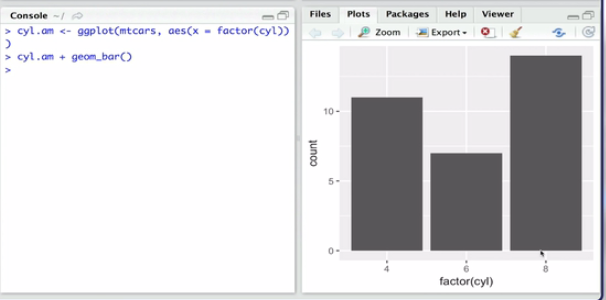 Console ~/
> cyl.am <- ggplot(mtcars, aes(x = factor(cyl))
)
> cyl.am + geom_bar()
>
Files Plots Packages Help Viewer
Zoom Export
10
5
0
count
4 6 8
factor(cyl)